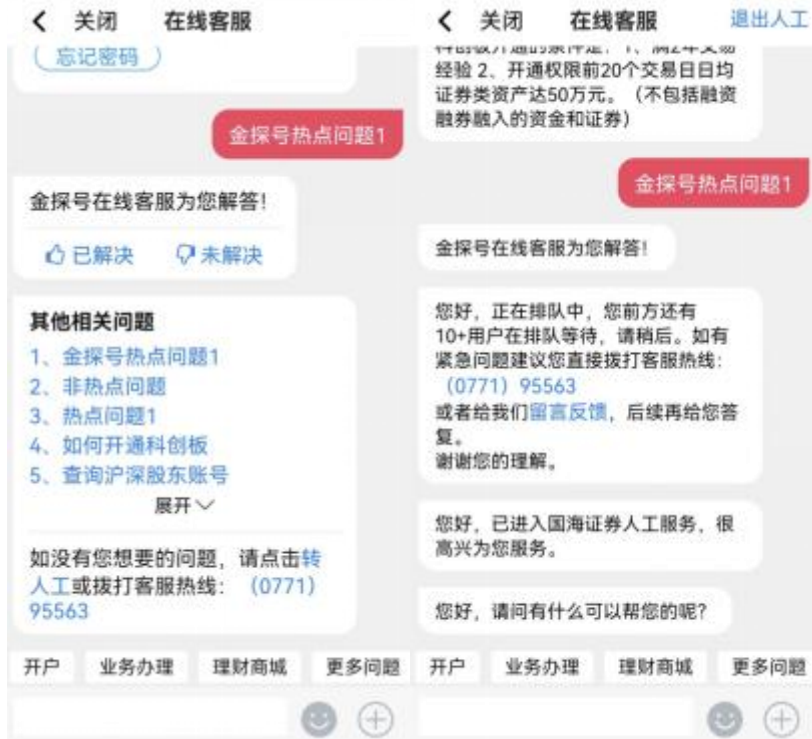 关闭 在线客服
忘记密码
金探号热点问题1
金探号在线客服为您解答!
已解决 未解决
其他相关问题
1、金探号热点问题1
2、非热点问题
3、热点问题1
4、如何开通科创板
5、查询沪深股东账号
展开
如没有您想要的问题，请点击转
人工或拨打客服热线：（0771）
95563
开户 业务办理 理财商城 更多问题
关闭 在线客服 退出人工
科创板开通的条件是：1、满2年交易
经验 2、开通权限前20个交易日日均
证券类资产达50万元。（不包括融资
融券融入的资金和证券）
金探号热点问题1
金探号在线客服为您解答!
您好，正在排队中，您前方还有
10+用户在排队等待，请稍后。如有
紧急问题建议您直接拨打客服热线：
（0771）95563
或者给我们留言反馈，后续再给您答
复。
谢谢您的理解。
您好，已进入国海证券人工服务，很
高兴为您服务。
您好，请问有什么可以帮您的呢?
开户 业务办理 理财商城 更多问题